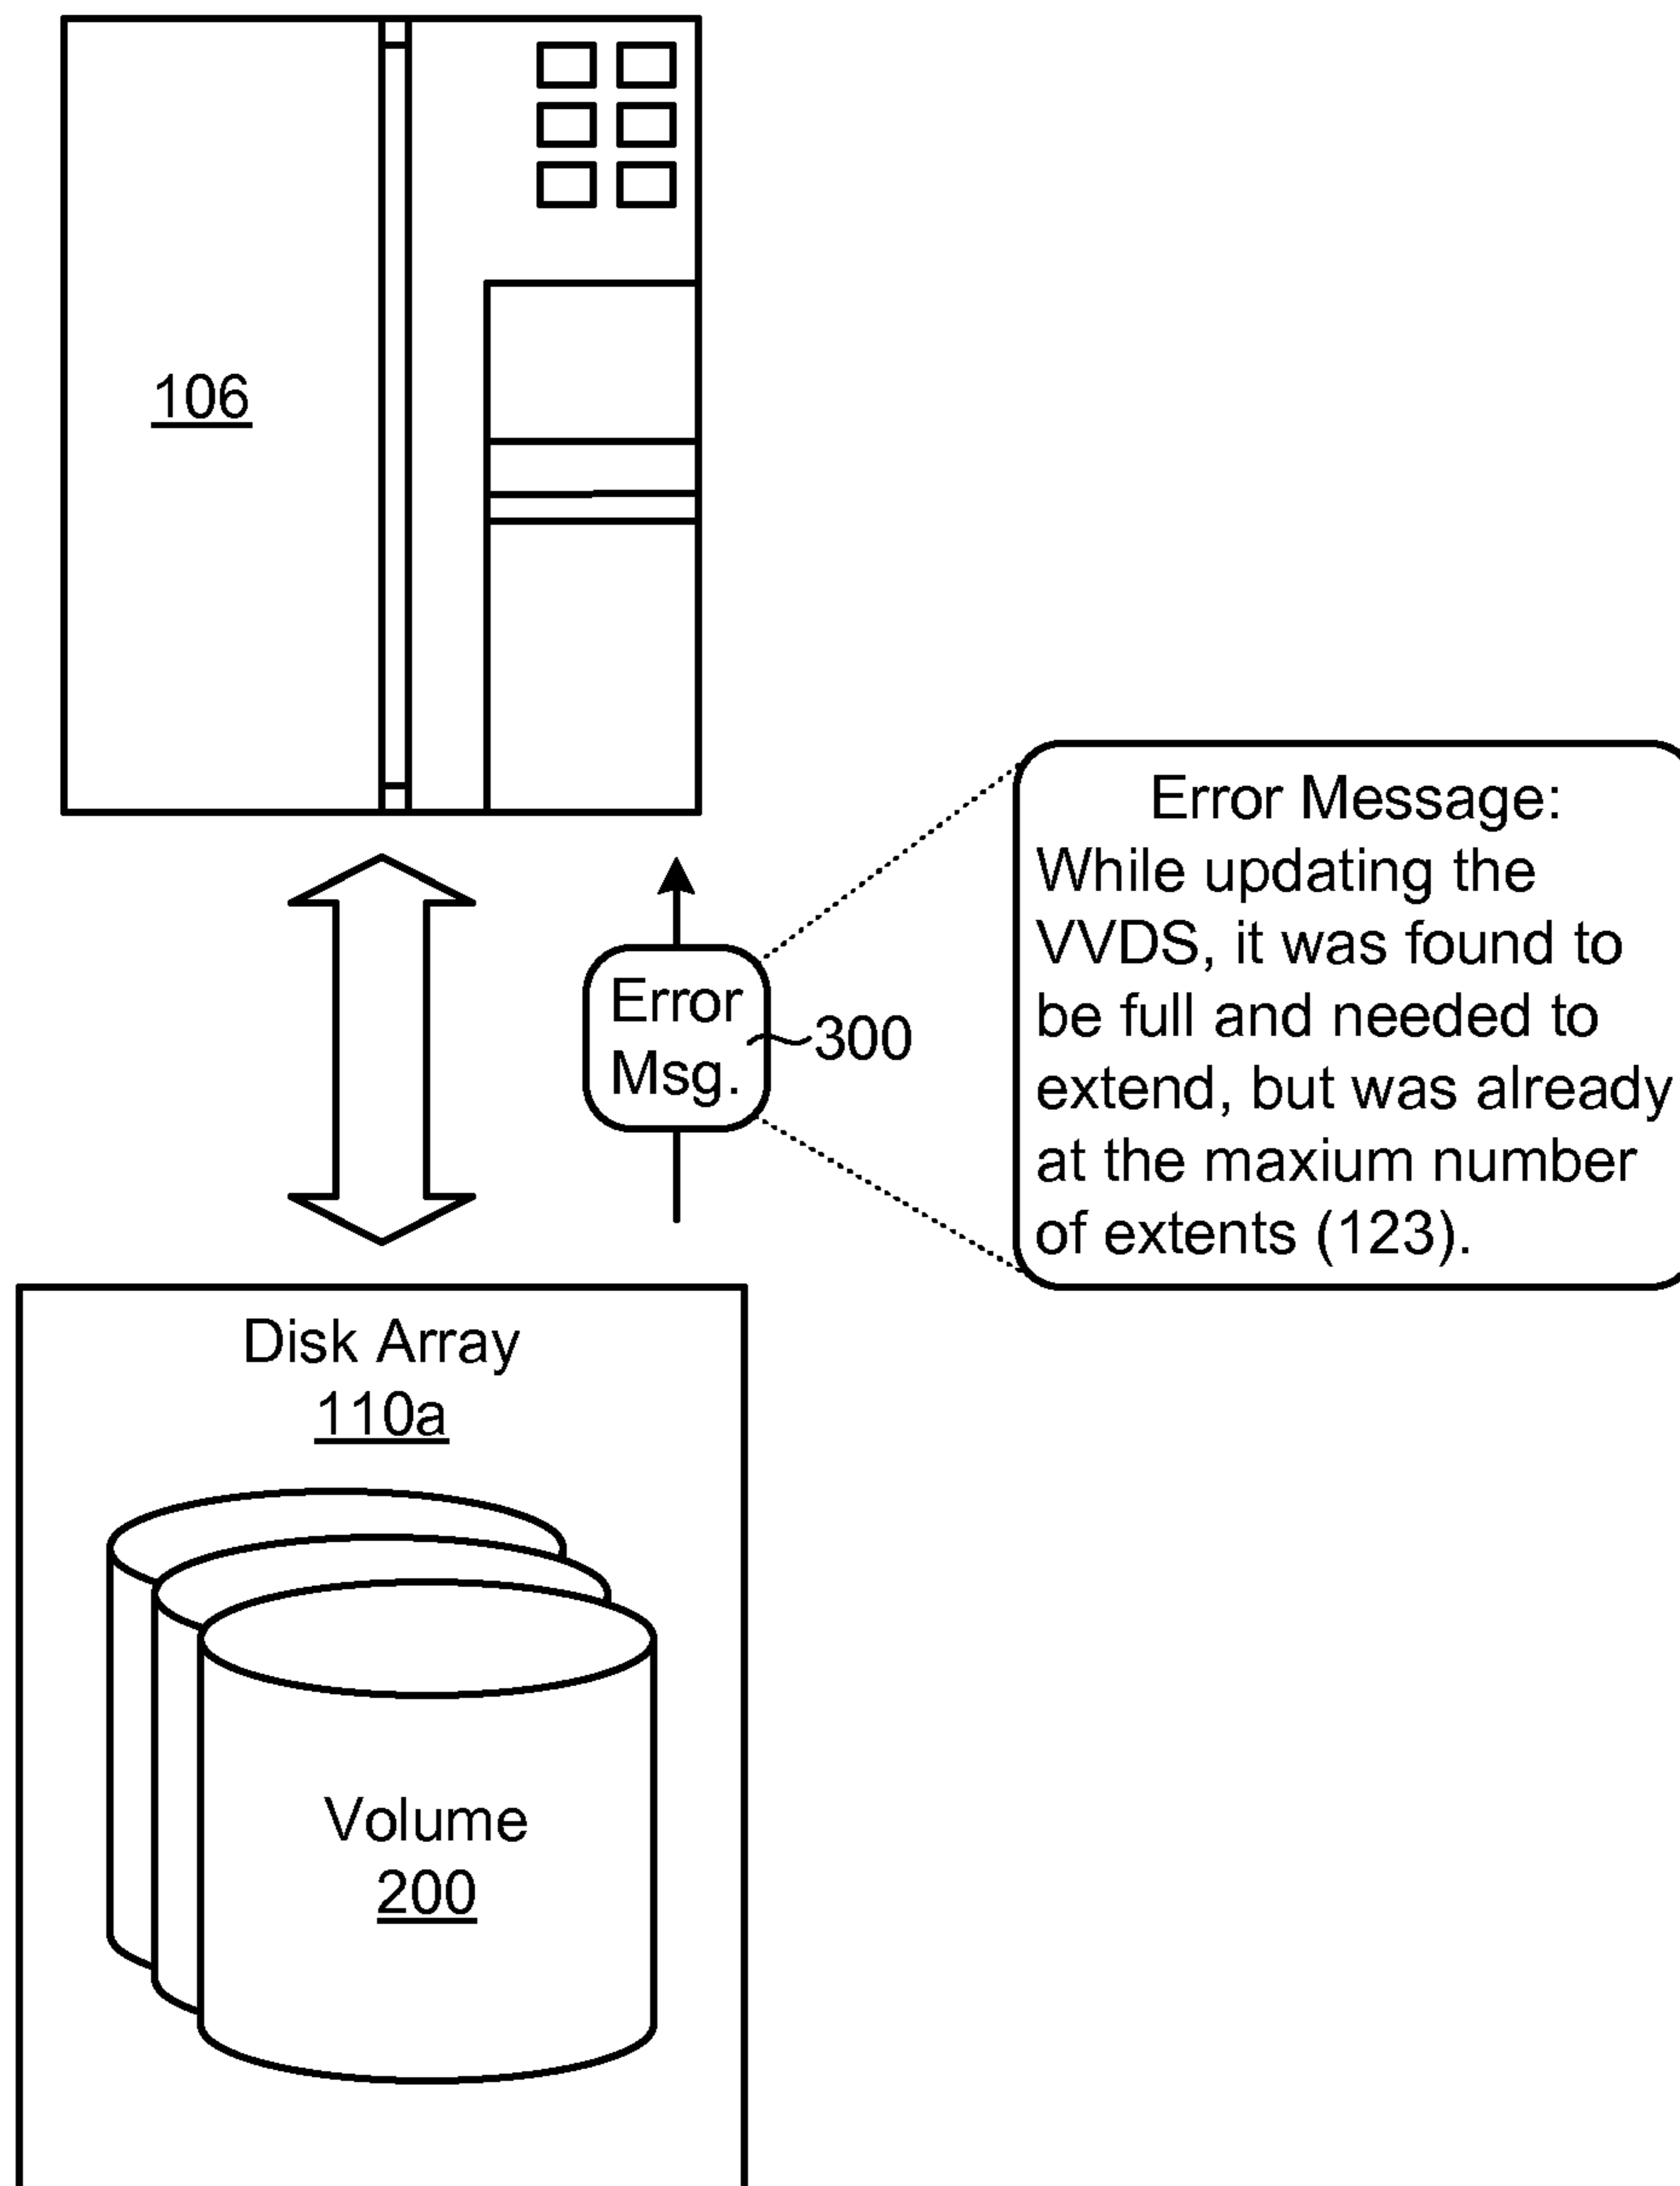 106
Error Message:
While updating the
VVDS, it was found to
be full and needed to
extend, but was already
at the maxium number
of extents (123).
Error
Msg.
300
Disk Array
110a
Volume
200